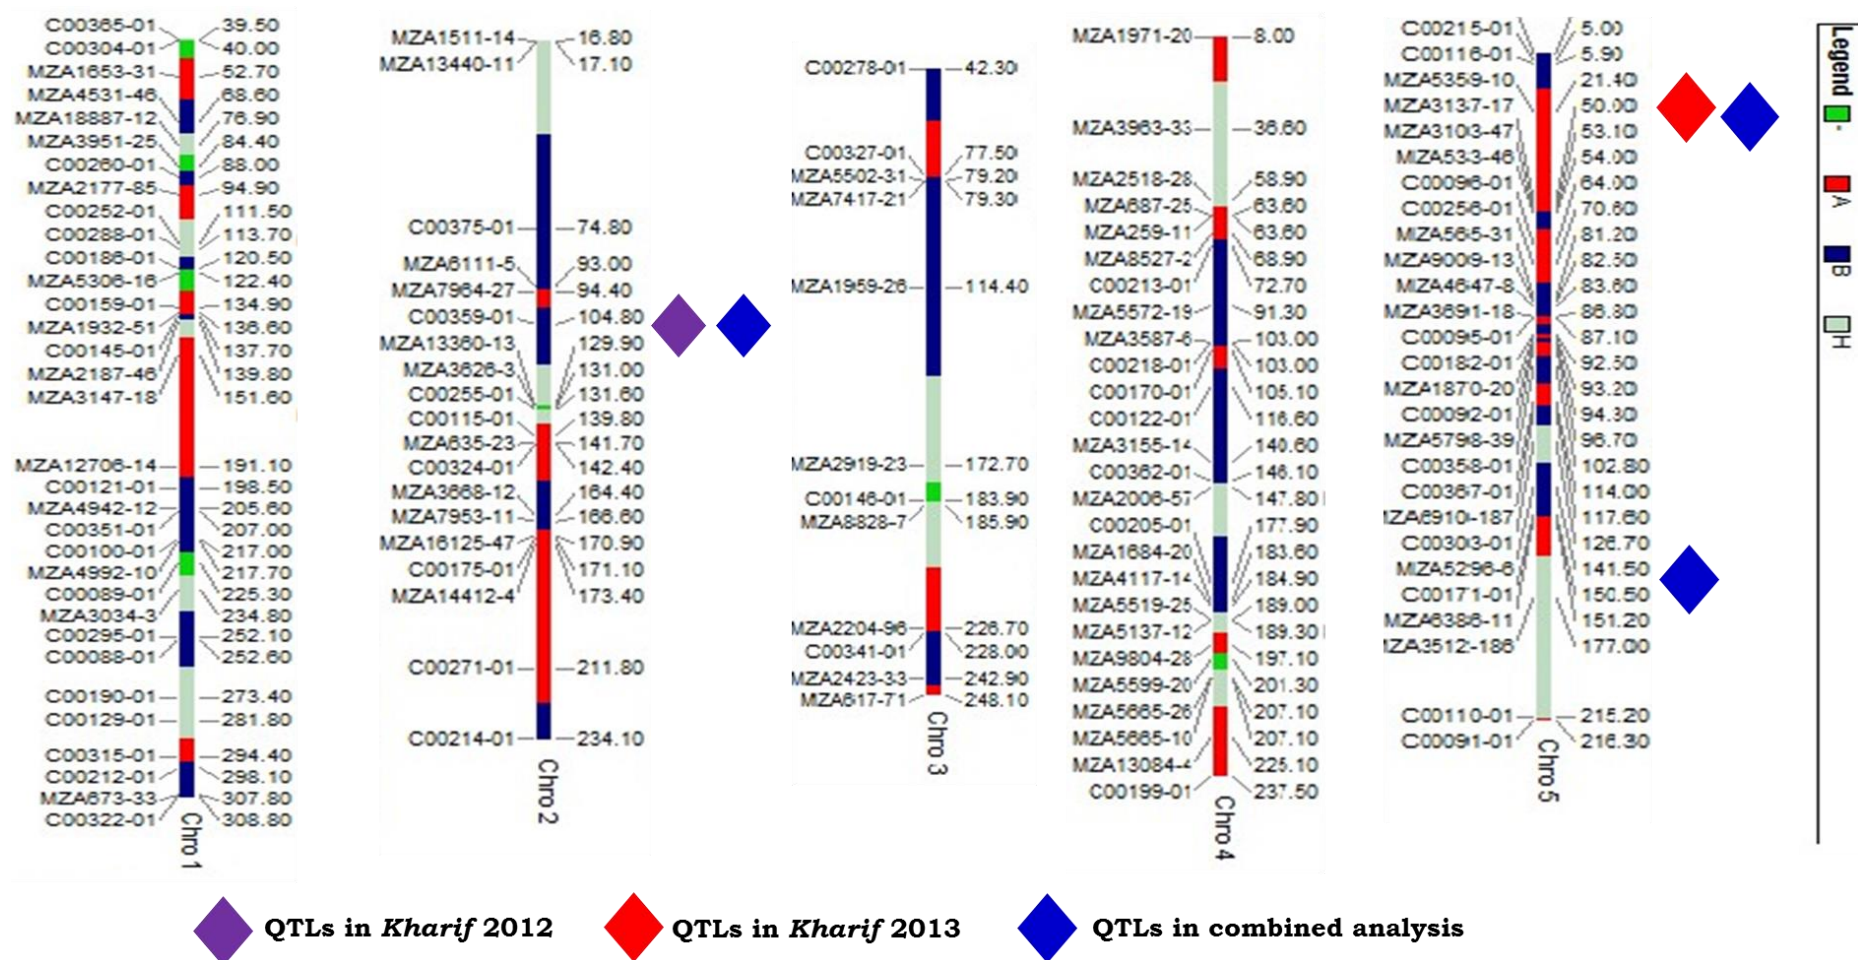 C00365-01 39.50
C00304-01 40.00
MZA1653-31 52.70
MZA4531-46 68.60
MZA18887-12 76.90
MZA3951-25 84.40
C00260-01 88.00
MZA2177-85 94.90
C00252-01 111.50
C00288-01 113.70
C00186-01 120.50
MZA5306-16 122.40
C00159-01 134.90
MZA1932-51 136.60
C00145-01 137.70
MZA2187-46 139.80
MZA3147-18 151.60
MZA12706-14 191.10
C00121-01 198.50
MZA4942-12 205.60
C00351-01 207.00
C00100-01 217.00
MZA4992-10 217.70
C00089-01 225.30
MZA3034-3 234.80
C00295-01 252.10
C00088-01 252.60
C00190-01 273.40
C00129-01 281.80
C00315-01 294.40
C00212-01 298.10
MZA673-33 307.80
C00322-01 308.80
Chro 1
MZA1511-14 16.80
MZA13440-11 17.10
C00375-01 74.80
MZA6111-5 93.00
MZA7964-27 94.40
C00359-01 104.80
MZA13360-13 129.90
MZA3626-3 131.00
C00255-01 131.60
C00115-01 139.80
MZA635-23 141.70
C00324-01 142.40
MZA3668-12 164.40
MZA7953-11 166.60
MZA16125-47 170.90
C00175-01 171.10
MZA14412-4 173.40
C00271-01 211.80
C00214-01 234.10
Chro 2
C00278-01 42.30
C00327-01 77.50
MZA5502-31 79.20
MZA7417-21 79.30
MZA1959-26 114.40
MZA2919-23 172.70
C00146-01 183.90
MZA8828-7 185.90
MZA2204-96 226.70
C00341-01 228.00
MZA2423-33 242.90
MZA617-71 248.10
Chro 3
MZA1971-20 8.00
MZA3963-33 36.60
MZA2518-28 58.90
MZA687-25 63.60
MZA259-11 63.60
MZA8527-2 68.90
C00213-01 72.70
MZA5572-19 91.30
MZA3587-6 103.00
C00218-01 103.00
C00170-01 105.10
C00122-01 116.60
MZA3155-14 140.60
C00362-01 146.10
MZA2006-57 147.80
C00205-01 177.90
MZA1684-20 183.60
MZA4117-14 184.90
MZA5519-25 189.00
MZA5137-12 189.30
MZA9804-28 197.10
MZA5599-20 201.30
MZA5665-26 207.10
MZA5665-10 207.10
MZA13084-4 225.10
C00199-01 237.50
Chro 4
C00215-01 5.00
C00116-01 5.90
MZA5359-10 21.40
MZA3137-17 50.00
MZA3103-47 53.10
MZA533-46 54.00
C00096-01 64.00
C00256-01 70.60
MZA565-31 81.20
MZA9009-13 82.50
MZA4647-8 83.60
MZA3691-18 86.80
C00095-01 87.10
C00182-01 92.50
MZA1870-20 93.20
C00092-01 94.30
MZA5798-39 96.70
C00358-01 102.80
C00367-01 114.00
MZA6910-187 117.60
C00303-01 126.70
MZA5296-6 141.50
C00171-01 150.50
MZA6386-11 151.20
MZA3512-186 177.00
C00110-01 215.20
C00091-01 216.30
Chro 5
Legend
-
A
B
H
QTLs in Kharif 2012
QTLs in Kharif 2013
QTLs in combined analysis